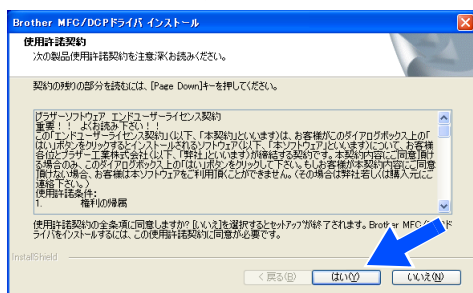 Brother MFC/DCPドライバ インストール
使用許諾契約
次の製品使用許諾契約を注意深くお読みください。
契約の残りの部分を読むには、[Page Down]キーを押してください。
ブラザーソフトウェア エンドユーザーライセンス契約
重要!! よくお読み下さい!!
この「エンドユーザーライセンス契約」(以下、「本契約」といいます)は、お客様がこのダイアログボックス上の「
はい」ボタンをクリックするとインストールされるソフトウェア(以下、「本ソフトウェア」といいます)について、お客様
各位とブラザー工業株式会社(以下、「弊社」といいます)が締結する契約です。本契約内容にご同意頂け
る場合のみ、このダイアログボックス上の「はい」ボタンをクリックして下さい。もしお客様が本契約内容にご同意
頂けない場合、お客様は本ソフトウェアをご利用頂くことができません。(その場合は弊社若しくは購入元にご
連絡下さい。)
使用許諾条件:
1. 権利の帰属
使用許諾契約の全条項に同意しますか? [いいえ]を選択するとセットアップが終了されます。Brother MFC/
ライバをインストールするには、この使用許諾契約に同意が必要です。
InstallShield
< 戻る(B) はい(Y) いいえ(N)